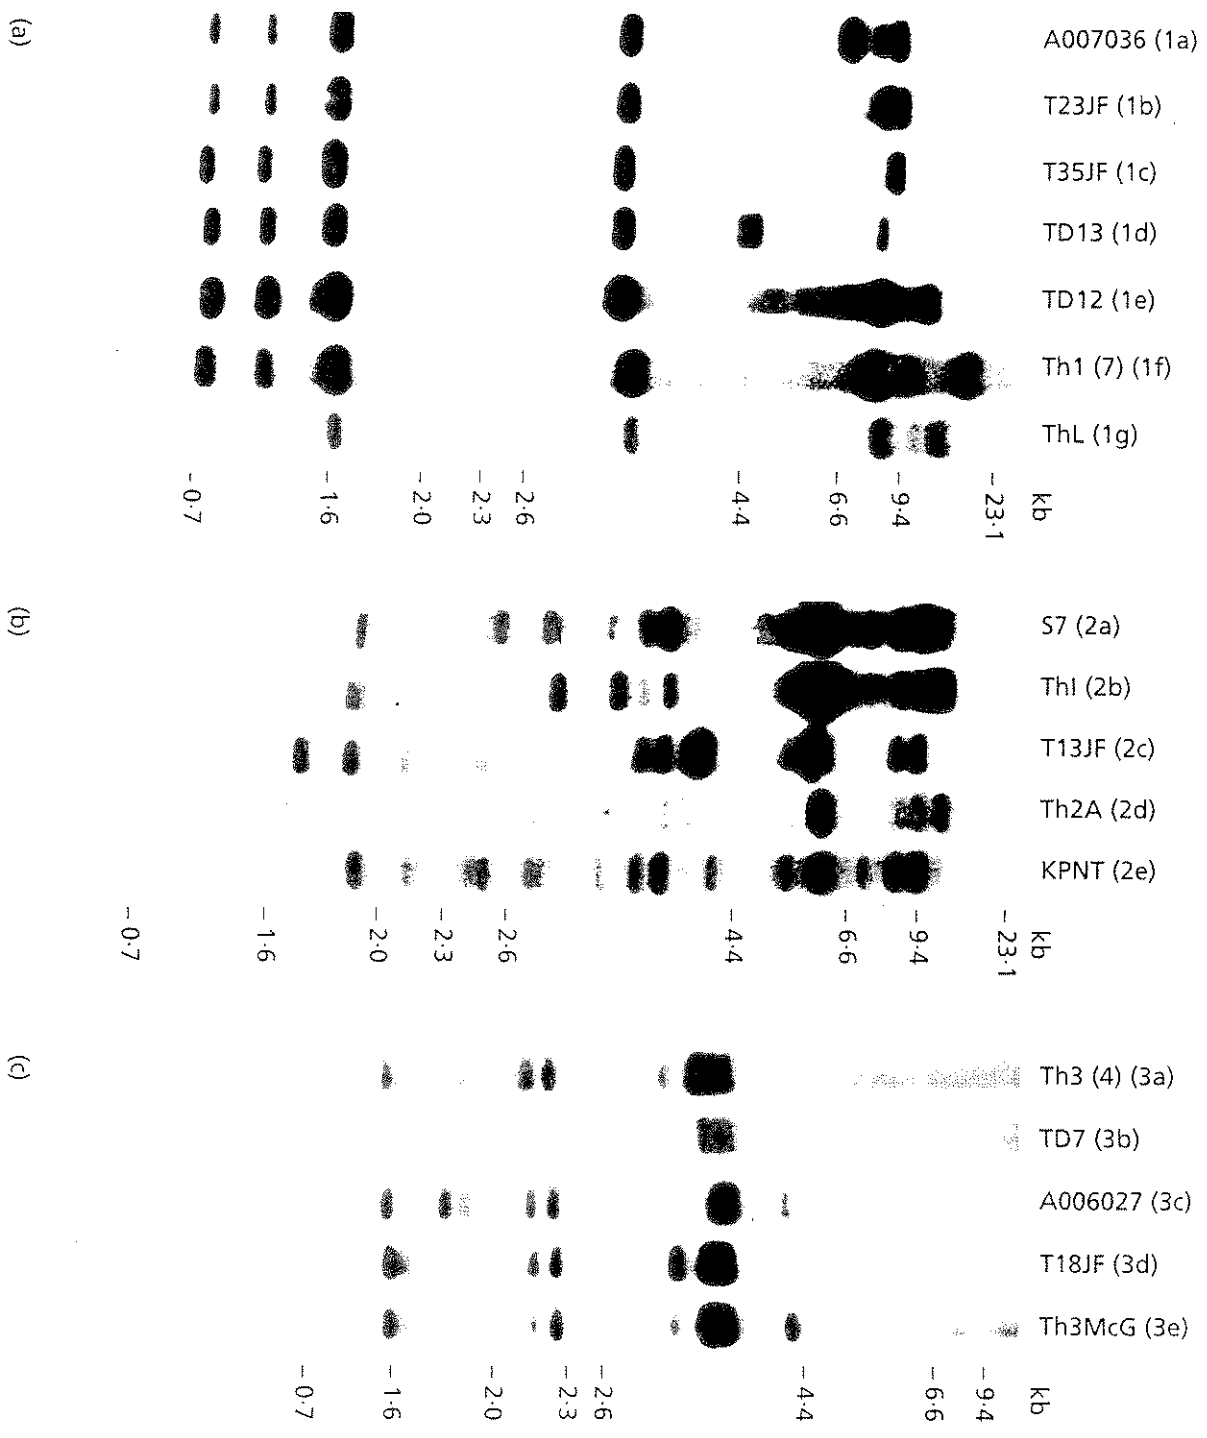 A007036 (1a)
T23JF (1b)
T35JF (1c)
TD13 (1d)
TD12 (1e)
Th1 (7) (1f)
ThL (1g)
kb
– 23·1
– 9·4
– 6·6
– 4·4
– 2·6
– 2·3
– 2·0
– 1·6
– 0·7
(a)
S7 (2a)
ThI (2b)
T13JF (2c)
Th2A (2d)
KPNT (2e)
kb
– 23·1
– 9·4
– 6·6
– 4·4
– 2·6
– 2·3
– 2·0
– 1·6
– 0·7
(b)
Th3 (4) (3a)
TD7 (3b)
A006027 (3c)
T18JF (3d)
Th3McG (3e)
kb
– 9·4
– 6·6
– 4·4
– 2·6
– 2·3
– 2·0
– 1·6
– 0·7
(c)